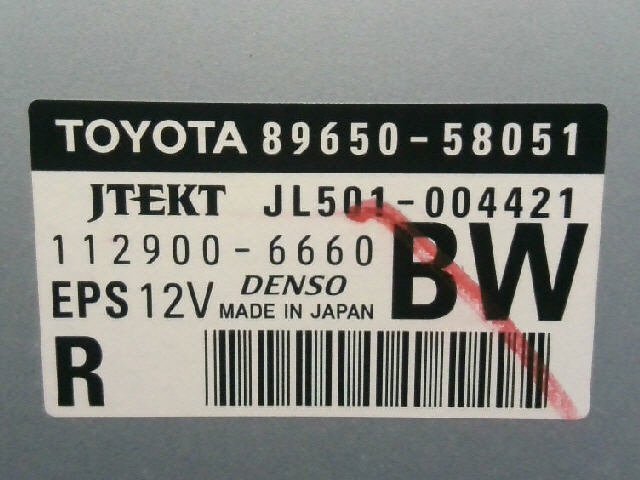 TOYOTA 89650-58051
JTEKT JL501-004421
112900-6660
DENSO
BW
EPS 12V MADE IN JAPAN
R